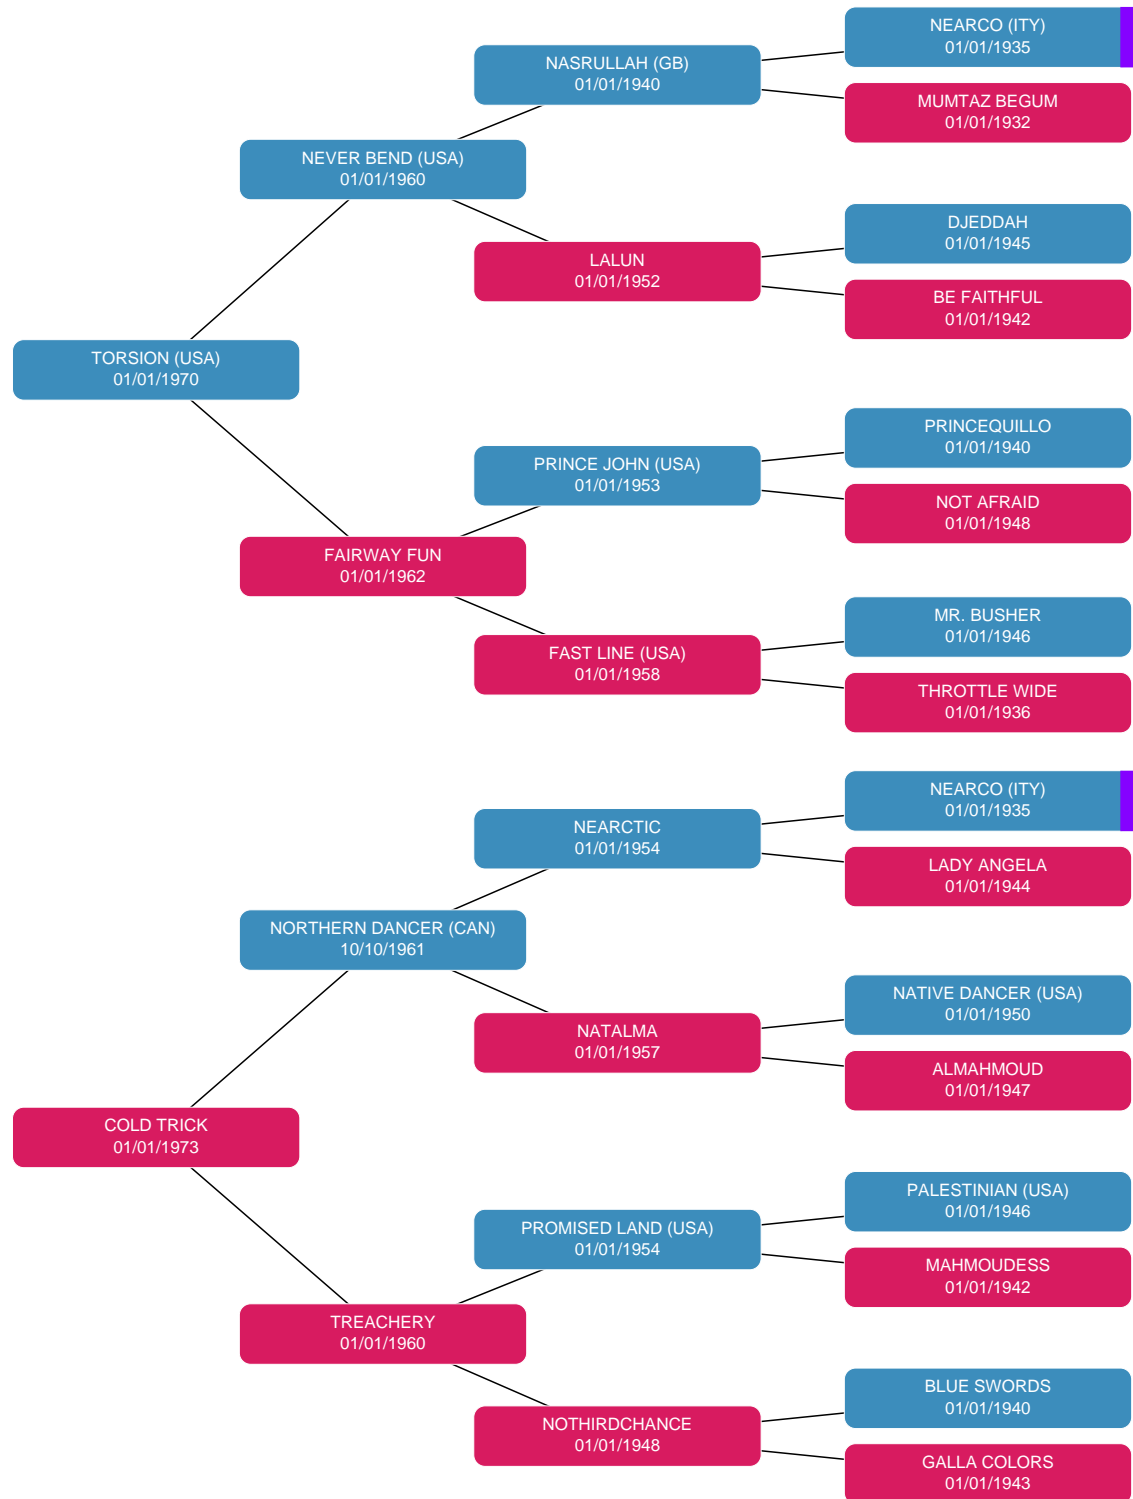 NEARCO (ITY)
01/01/1935
NASRULLAH (GB)
01/01/1940
MUMTAZ BEGUM
01/01/1932
NEVER BEND (USA)
01/01/1960
DJEDDAH
01/01/1945
LALUN
01/01/1952
BE FAITHFUL
01/01/1942
TORSION (USA)
01/01/1970
PRINCEQUILLO
01/01/1940
PRINCE JOHN (USA)
01/01/1953
NOT AFRAID
01/01/1948
FAIRWAY FUN
01/01/1962
MR. BUSHER
01/01/1946
FAST LINE (USA)
01/01/1958
THROTTLE WIDE
01/01/1936
NEARCO (ITY)
01/01/1935
NEARCTIC
01/01/1954
LADY ANGELA
01/01/1944
NORTHERN DANCER (CAN)
10/10/1961
NATIVE DANCER (USA)
01/01/1950
NATALMA
01/01/1957
ALMAHMOUD
01/01/1947
COLD TRICK
01/01/1973
PALESTINIAN (USA)
01/01/1946
PROMISED LAND (USA)
01/01/1954
MAHMOUDESS
01/01/1942
TREACHERY
01/01/1960
BLUE SWORDS
01/01/1940
NOTHIRDCHANCE
01/01/1948
GALLA COLORS
01/01/1943